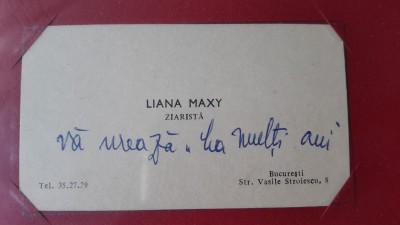 LIANA MAXY
ZIARISTĂ
vă urează „La mulți ani"
București
Tel. 35.27.79 Str. Vasile Stroiescu, 8